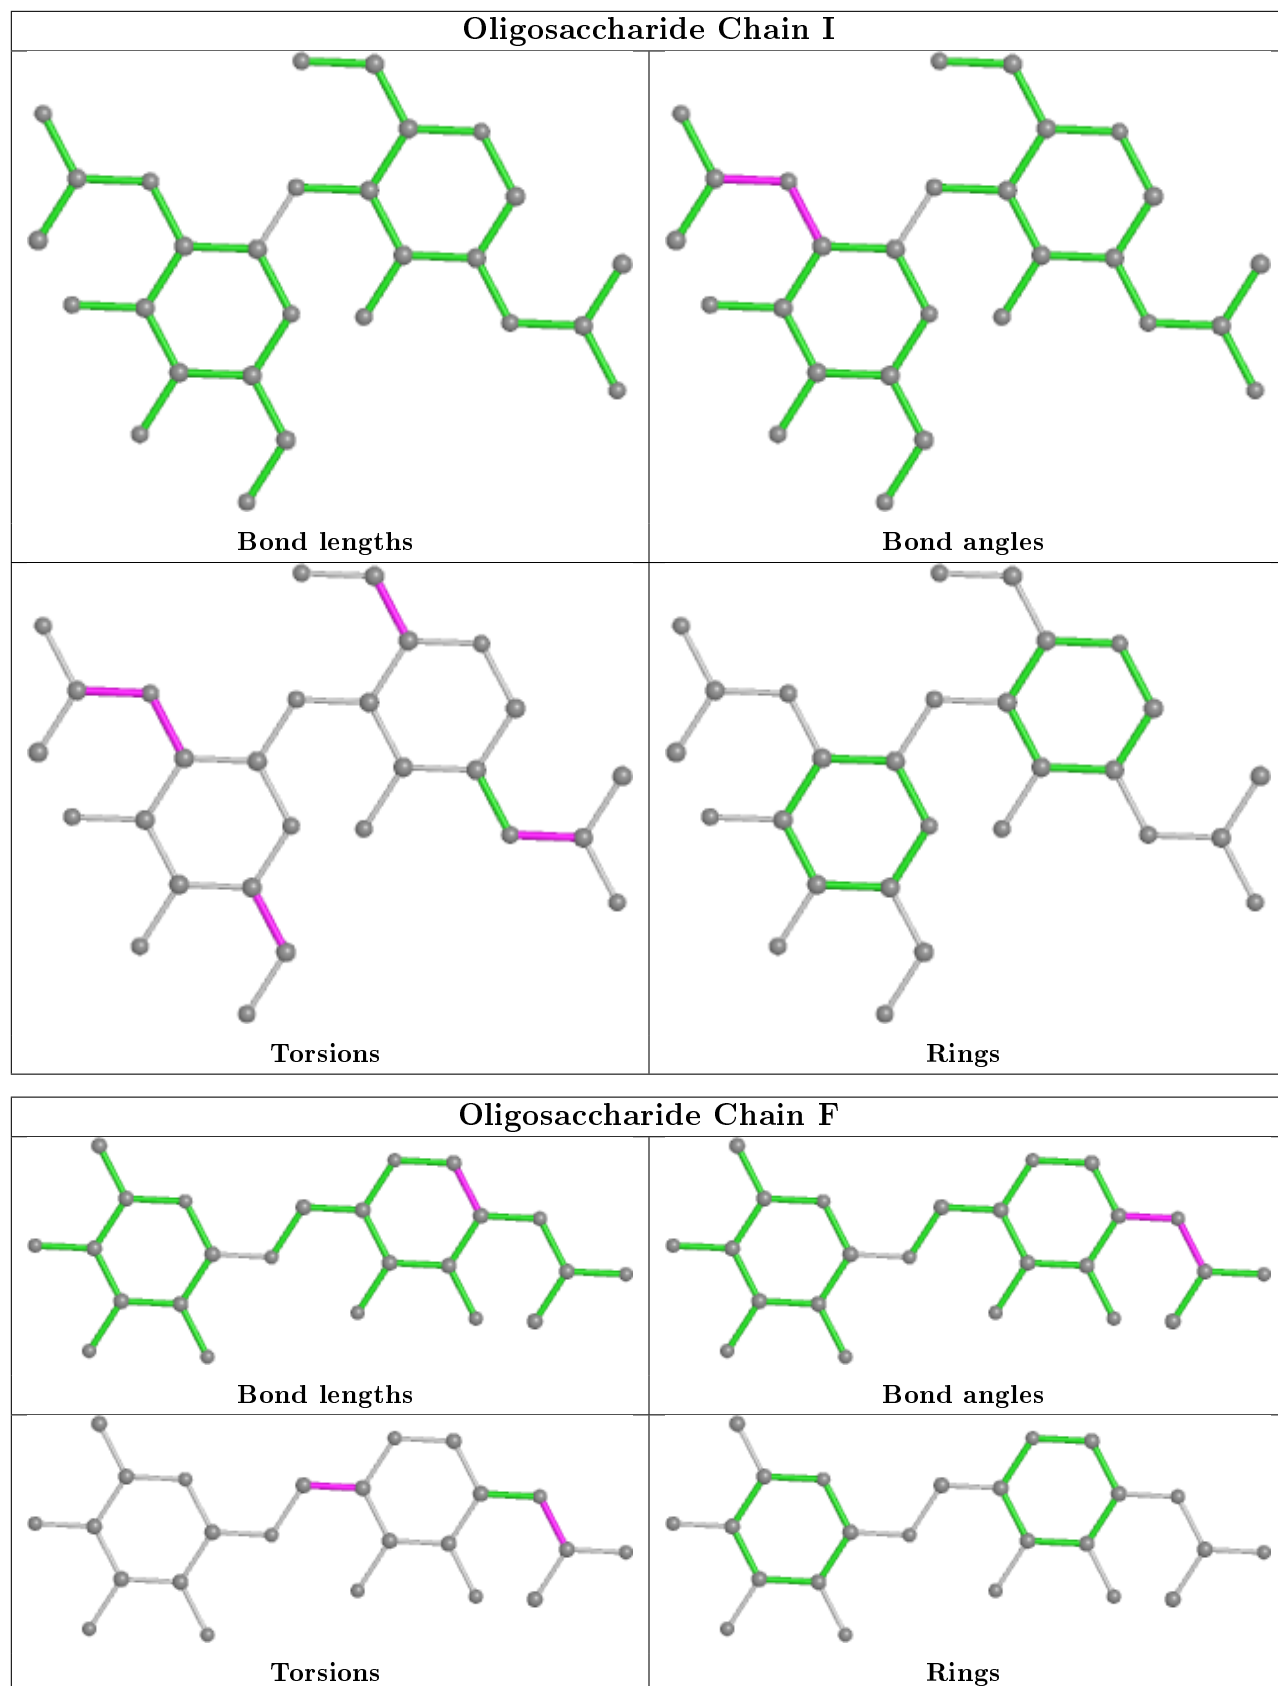 Oligosaccharide Chain I
Bond lengths
Bond angles
Torsions
Rings
Oligosaccharide Chain F
Bond lengths
Bond angles
Torsions
Rings